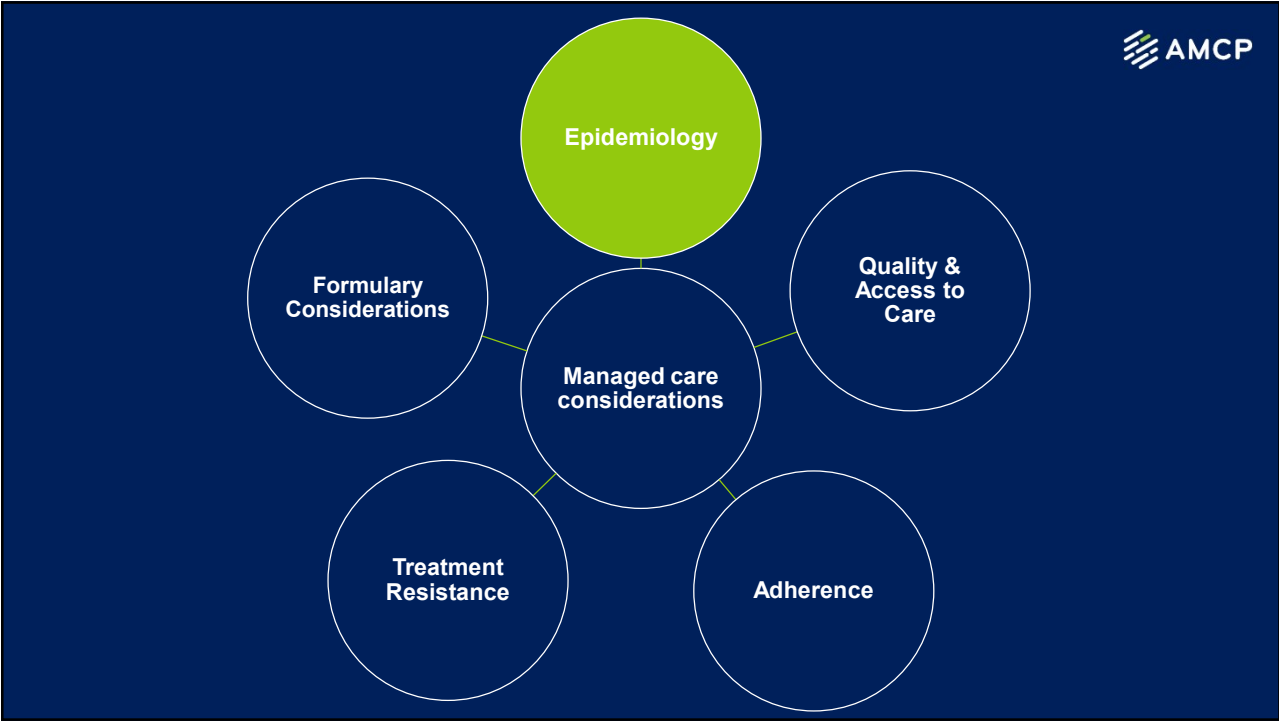 AMCP
Epidemiology
Formulary
Considerations
Quality &
Access to
Care
Managed care
considerations
Treatment
Resistance
Adherence